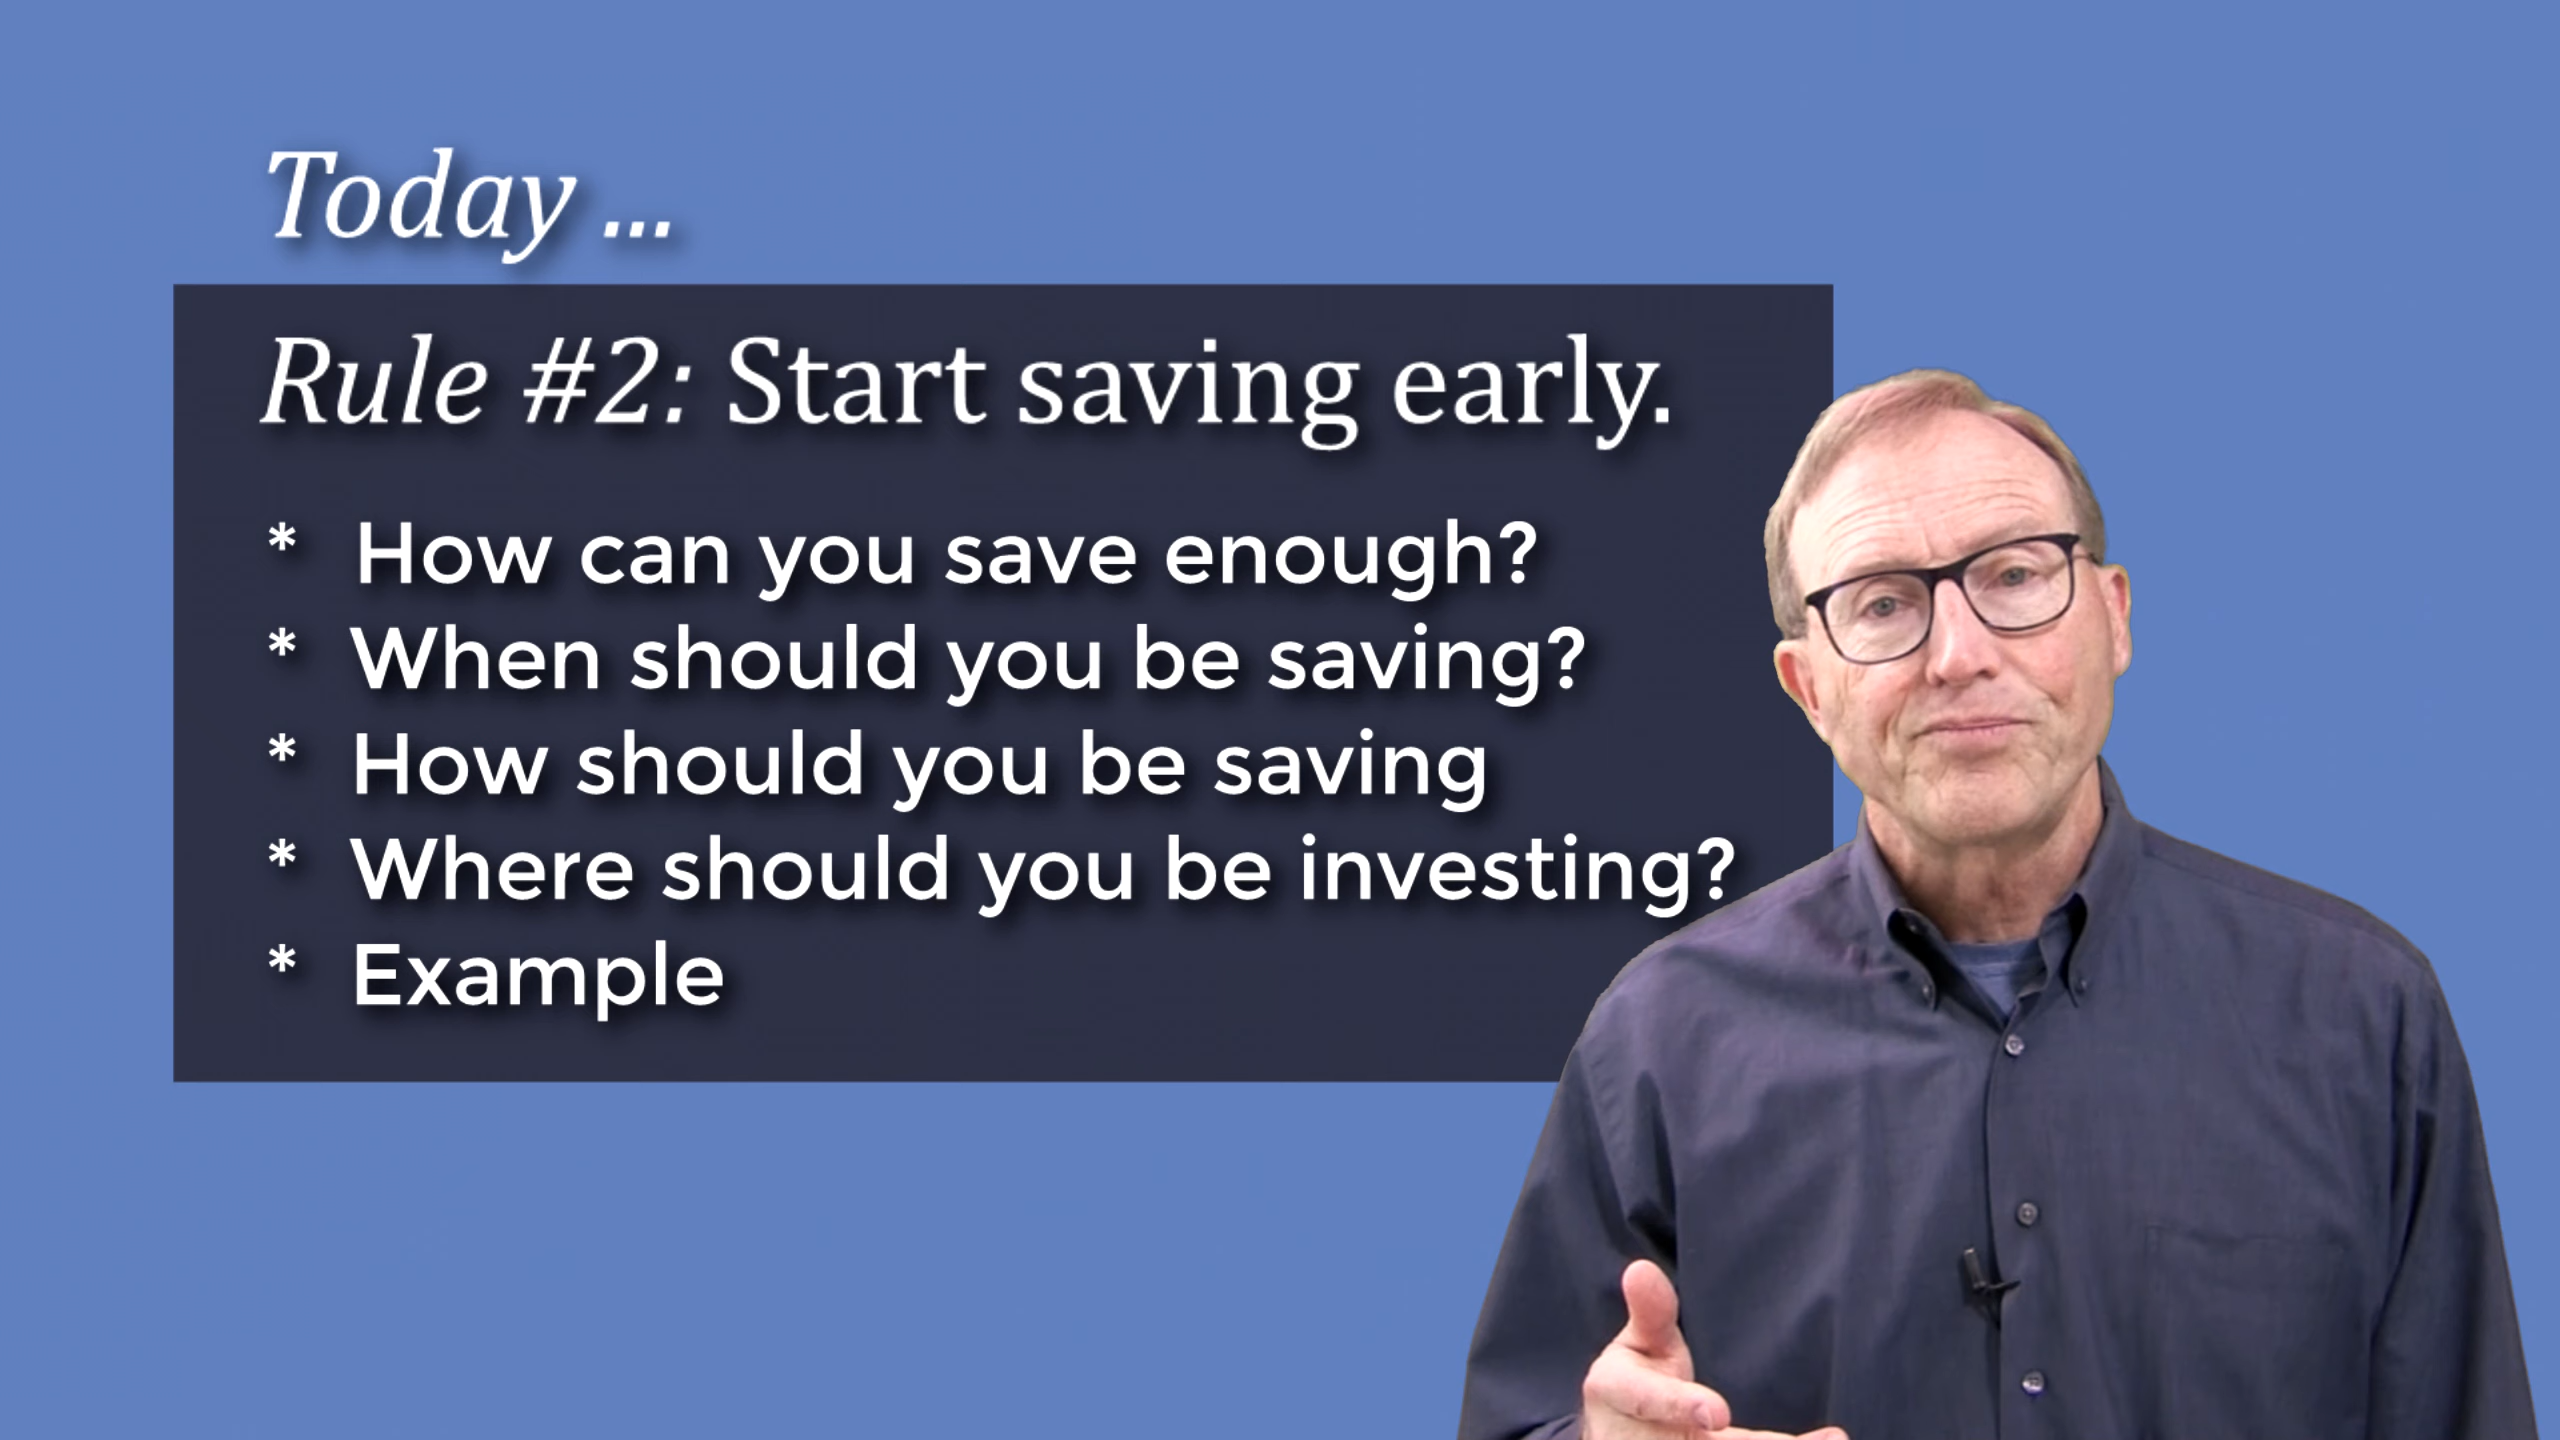 Today ...
Rule #2: Start saving early.
* How can you save enough?
* When should you be saving?
* How should you be saving
* Where should you be investing?
* Example